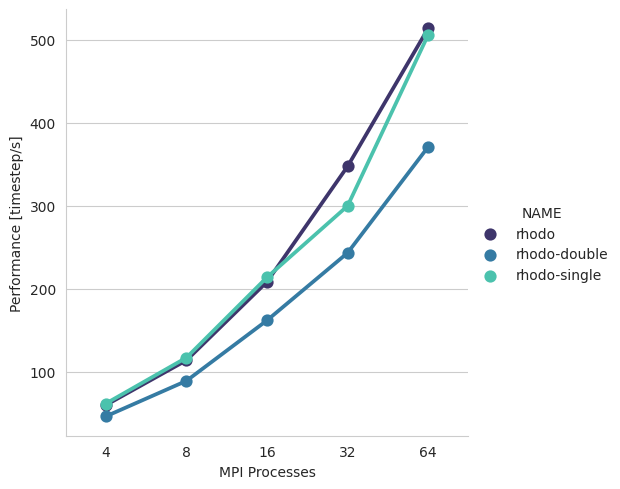 500
400
300
200
100
Performance [timestep/s]
4 8 16 32 64
MPI Processes
NAME
rhodo
rhodo-double
rhodo-single